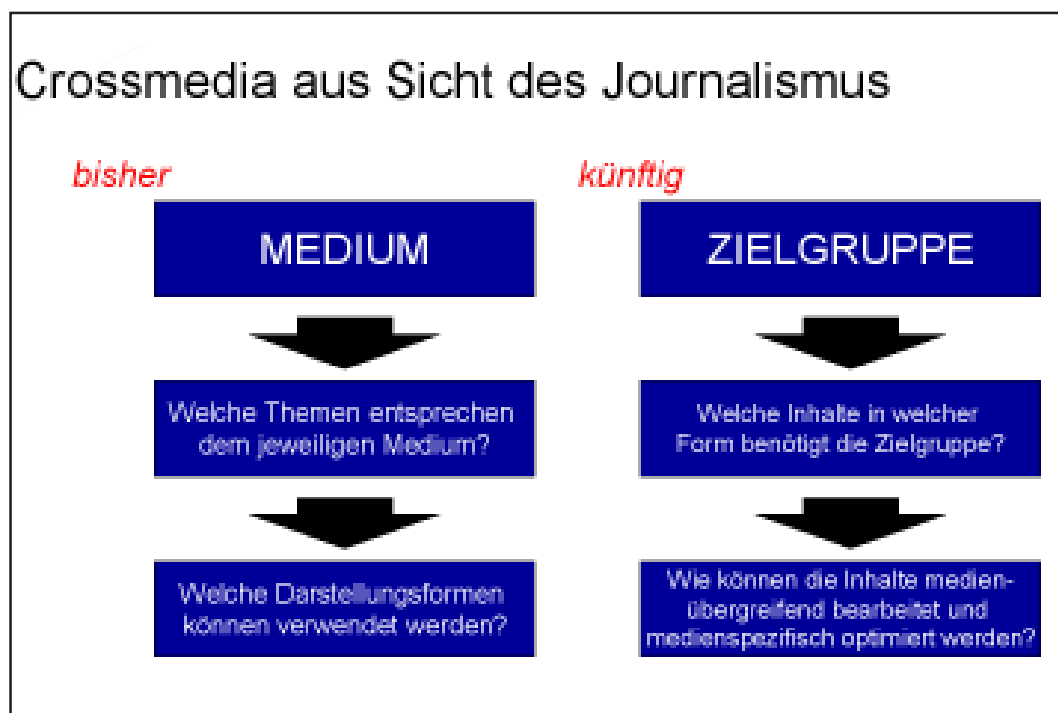 Crossmedia aus Sicht des Journalismus
bisher
MEDIUM
Welche Themen entsprechen
dem jeweiligen Medium?
Welche Darstellungsformen
können verwendet werden?
künftig
ZIELGRUPPE
Welche Inhalte in welcher
Form benötigt die Zielgruppe?
Wie können die Inhalte medien-
übergreifend bearbeitet und
medienspezifisch optimiert werden?